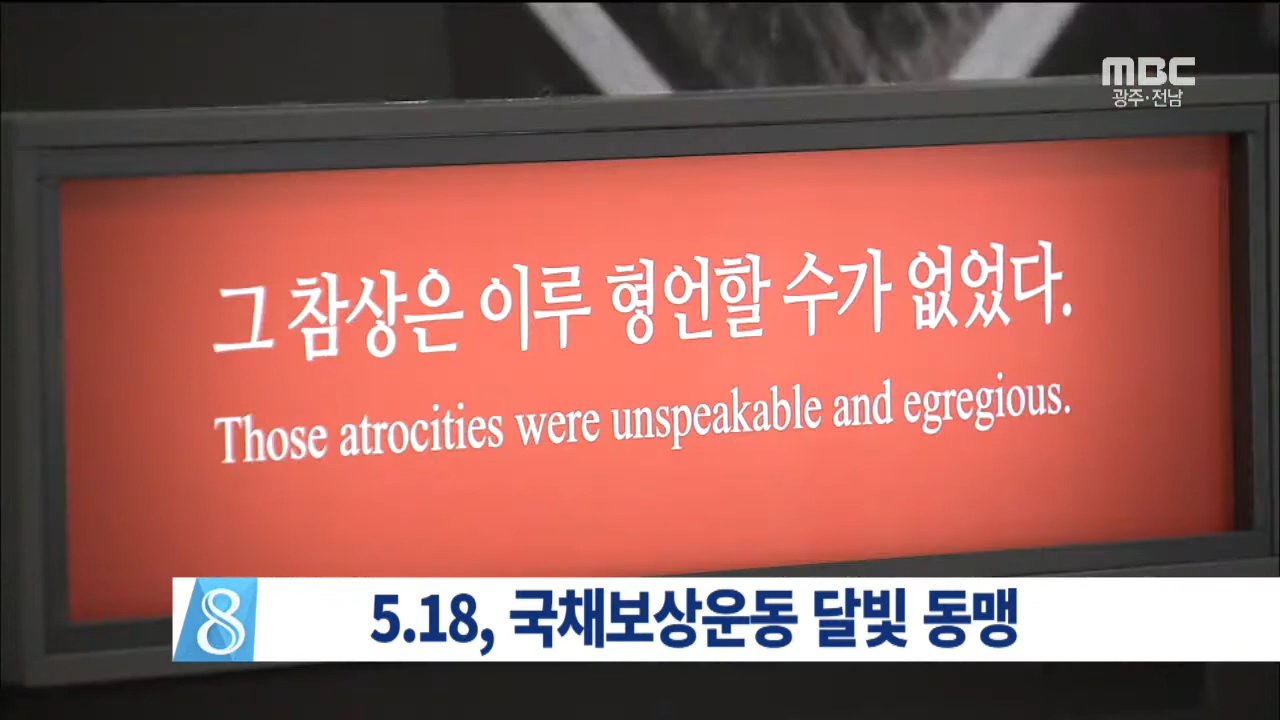 MBC
광주·전남
그 참상은 이루 형언할 수가 없었다.
Those atrocities were unspeakable and egregious.
8 5.18, 국채보상운동 달빛 동맹